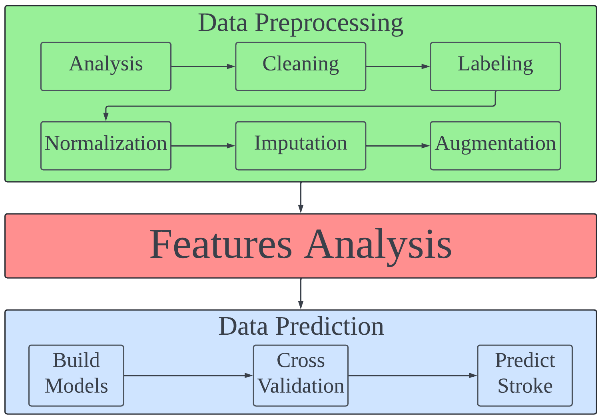 Data Preprocessing
Analysis
Cleaning
Labeling
Normalization
Imputation
Augmentation
Features Analysis
Data Prediction
Build
Models
Cross
Validation
Predict
Stroke